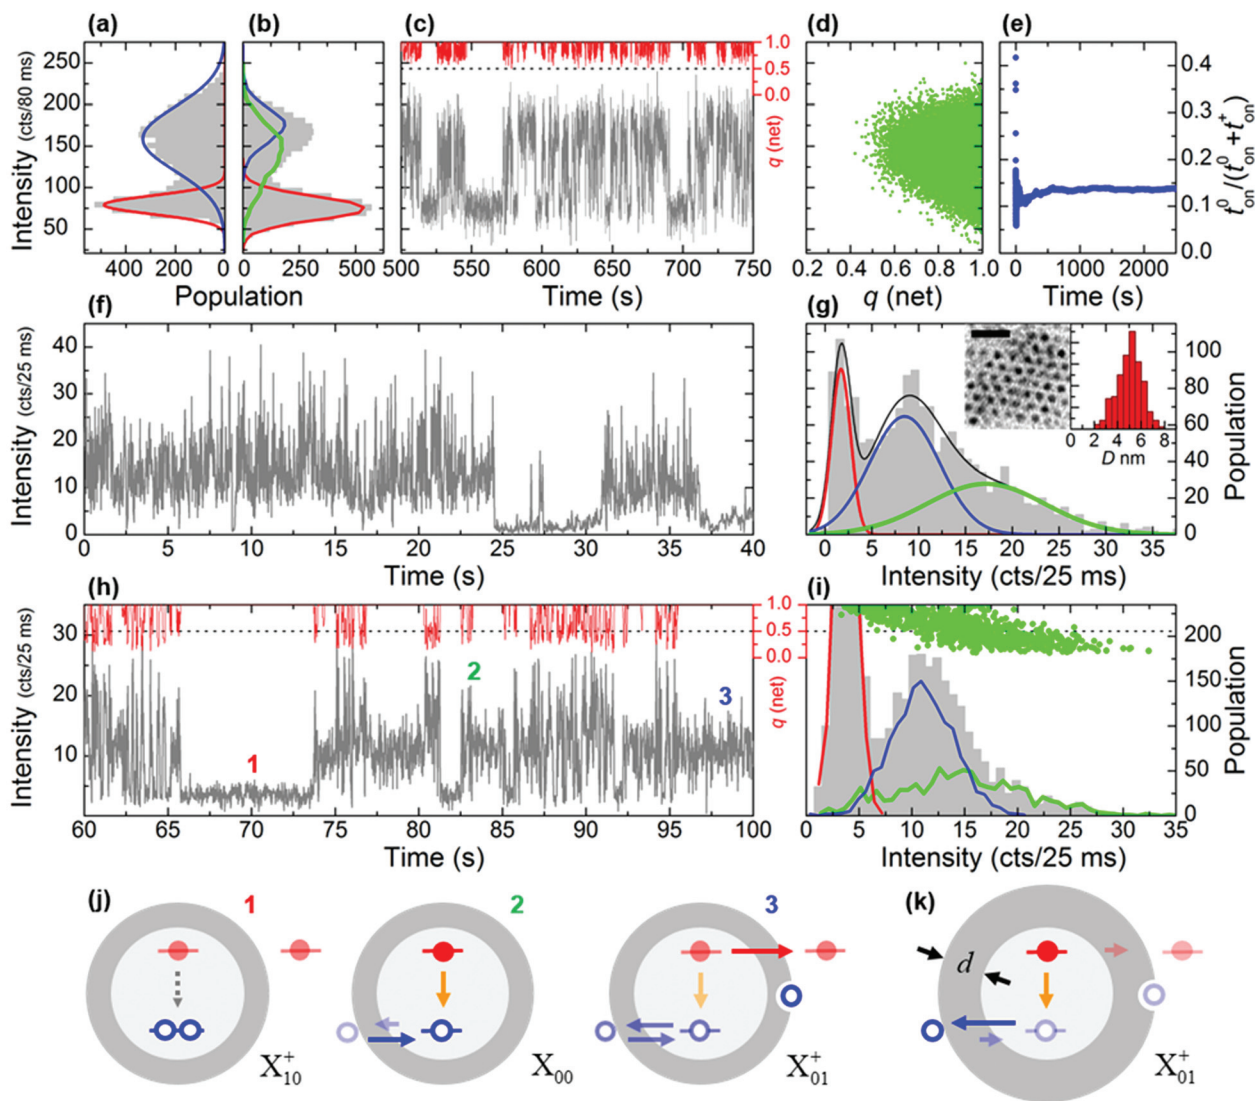 (a) (b) (c) (d) (e)
Intensity (cts/80 ms)
250
200
150
100
50
400 200 0
0 250 500
Population
500 550 600 650 700 750
Time (s)
1.0
0.5
0.0
q (net)
0.2 0.4 0.6 0.8 1.0
q (net)
0.4
0.3
0.2
0.1
0.0
t⁰on/(t⁰on+t⁺on)
0 1000 2000
Time (s)
(f)
Intensity (cts/25 ms)
40
30
20
10
0
0 5 10 15 20 25 30 35 40
Time (s)
(g)
100
80
60
40
20
0
Population
0 2 4 6 8
D nm
0 5 10 15 20 25 30 35
Intensity (cts/25 ms)
(h)
Intensity (cts/25 ms)
30
20
10
0
1 2 3
60 65 70 75 80 85 90 95 100
Time (s)
1.0
0.5
0.0
q (net)
(i)
200
150
100
50
0
Population
0 5 10 15 20 25 30 35
Intensity (cts/25 ms)
(j) 1 2 3 (k)
d
X⁺₁₀ X₀₀ X⁺₀₁ X⁺₀₁